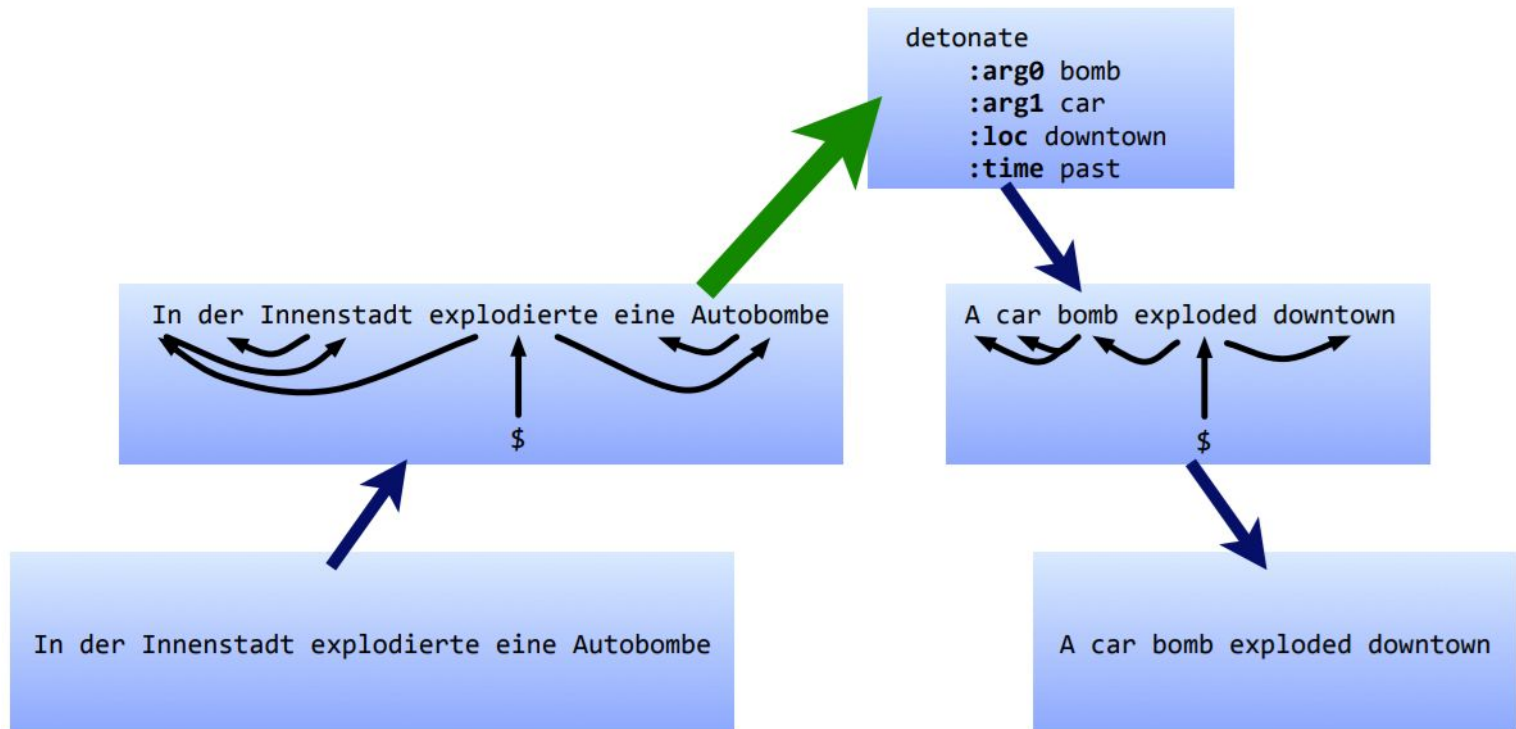 detonate
:arg0 bomb
:arg1 car
:loc downtown
:time past
In der Innenstadt explodierte eine Autobombe
$
A car bomb exploded downtown
$
In der Innenstadt explodierte eine Autobombe
A car bomb exploded downtown